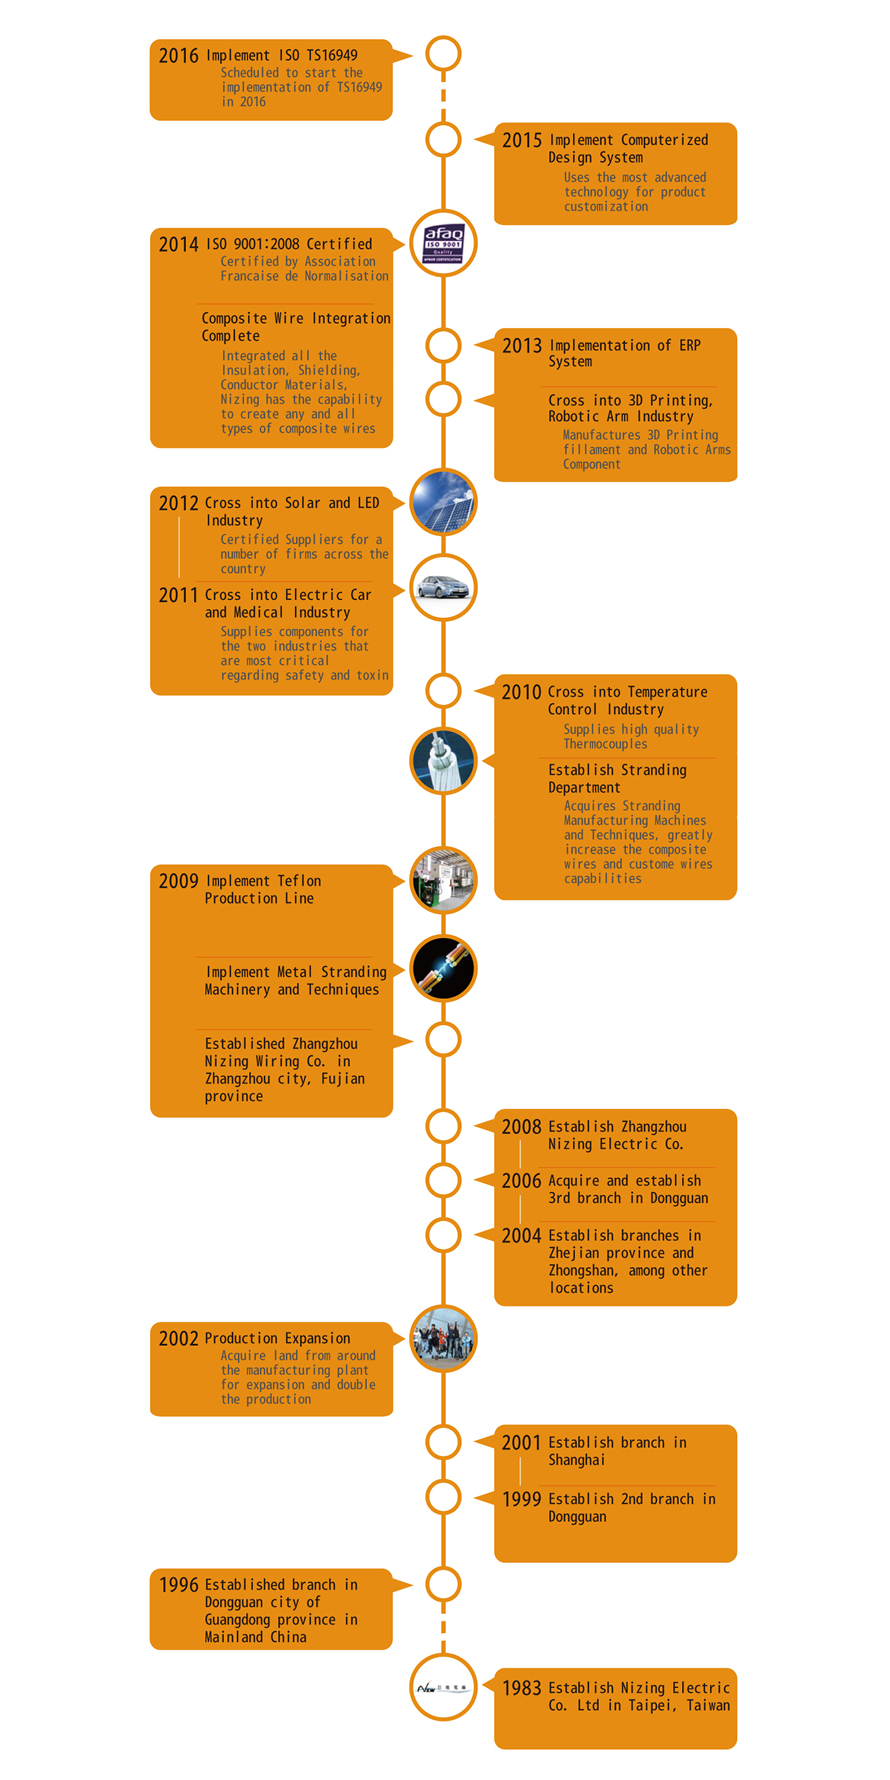 2016 Implement ISO TS16949
Scheduled to start the
implementation of TS16949
in 2016
2015 Implement Computerized
Design System
Uses the most advanced
technology for product
customization
afaq
ISO 9001
Quality
AFNOR CERTIFICATION
2014 ISO 9001:2008 Certified
Certified by Association
Francaise de Normalisation
Composite Wire Integration
Complete
Integrated all the
Insulation, Shielding,
Conductor Materials,
Nizing has the capability
to create any and all
types of composite wires
2013 Implementation of ERP
System
Cross into 3D Printing,
Robotic Arm Industry
Manufactures 3D Printing
fillament and Robotic Arms
Component
2012 Cross into Solar and LED
Industry
Certified Suppliers for a
number of firms across the
country
2011 Cross into Electric Car
and Medical Industry
Supplies components for
the two industries that
are most critical
regarding safety and toxin
2010 Cross into Temperature
Control Industry
Supplies high quality
Thermocouples
Establish Stranding
Department
Acquires Stranding
Manufacturing Machines
and Techniques, greatly
increase the composite
wires and custome wires
capabilities
2009 Implement Teflon
Production Line
Implement Metal Stranding
Machinery and Techniques
Established Zhangzhou
Nizing Wiring Co. in
Zhangzhou city, Fujian
province
2008 Establish Zhangzhou
Nizing Electric Co.
2006 Acquire and establish
3rd branch in Dongguan
2004 Establish branches in
Zhejian province and
Zhongshan, among other
locations
2002 Production Expansion
Acquire land from around
the manufacturing plant
for expansion and double
the production
2001 Establish branch in
Shanghai
1999 Establish 2nd branch in
Dongguan
1996 Established branch in
Dongguan city of
Guangdong province in
Mainland China
1983 Establish Nizing Electric
Co. Ltd in Taipei, Taiwan